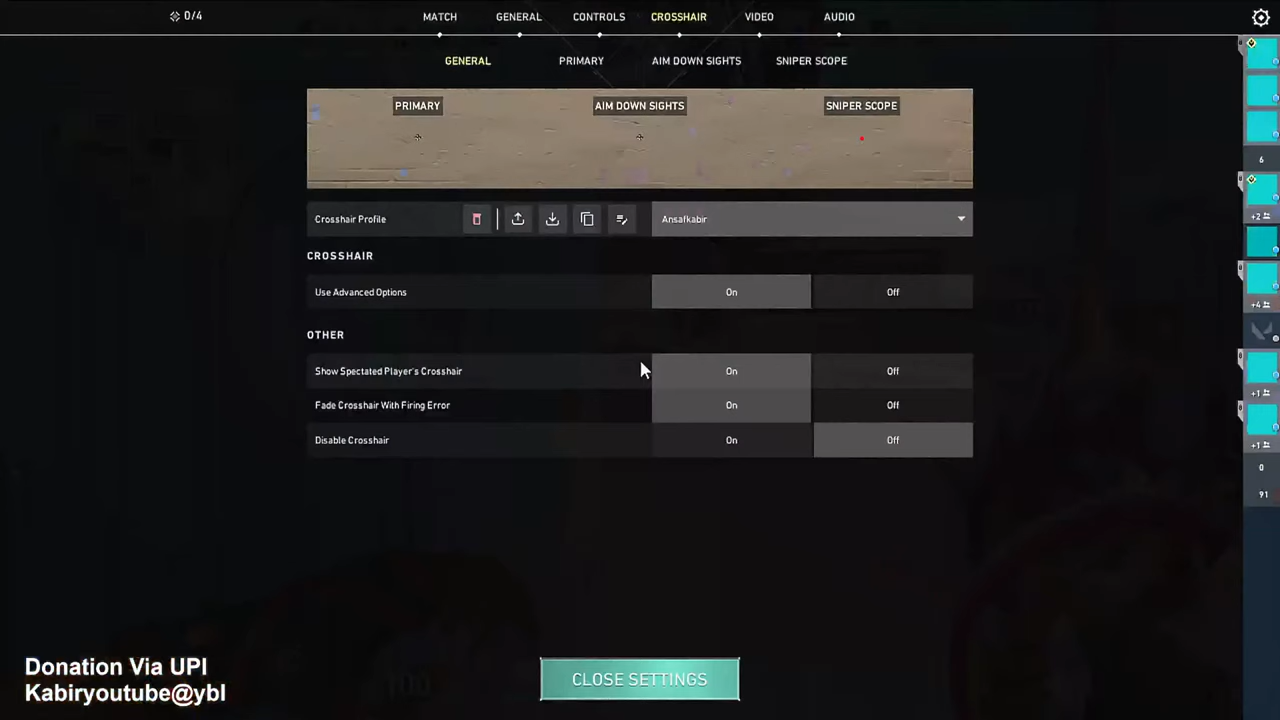 0/4
MATCH GENERAL CONTROLS CROSSHAIR VIDEO AUDIO
GENERAL PRIMARY AIM DOWN SIGHTS SNIPER SCOPE
PRIMARY AIM DOWN SIGHTS SNIPER SCOPE
Crosshair Profile Ansafkabir
CROSSHAIR
Use Advanced Options On Off
OTHER
Show Spectated Player's Crosshair On Off
Fade Crosshair With Firing Error On Off
Disable Crosshair On Off
CLOSE SETTINGS
6
+2
+4
+1
+1
0
91
100
Donation Via UPI
Kabiryoutube@ybl